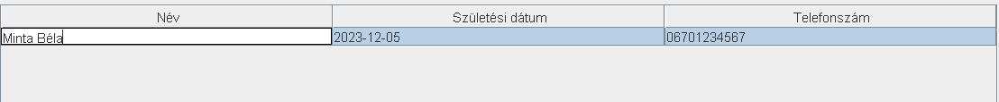 Név Születési dátum Telefonszám
Minta Béla 2023-12-05 06701234567